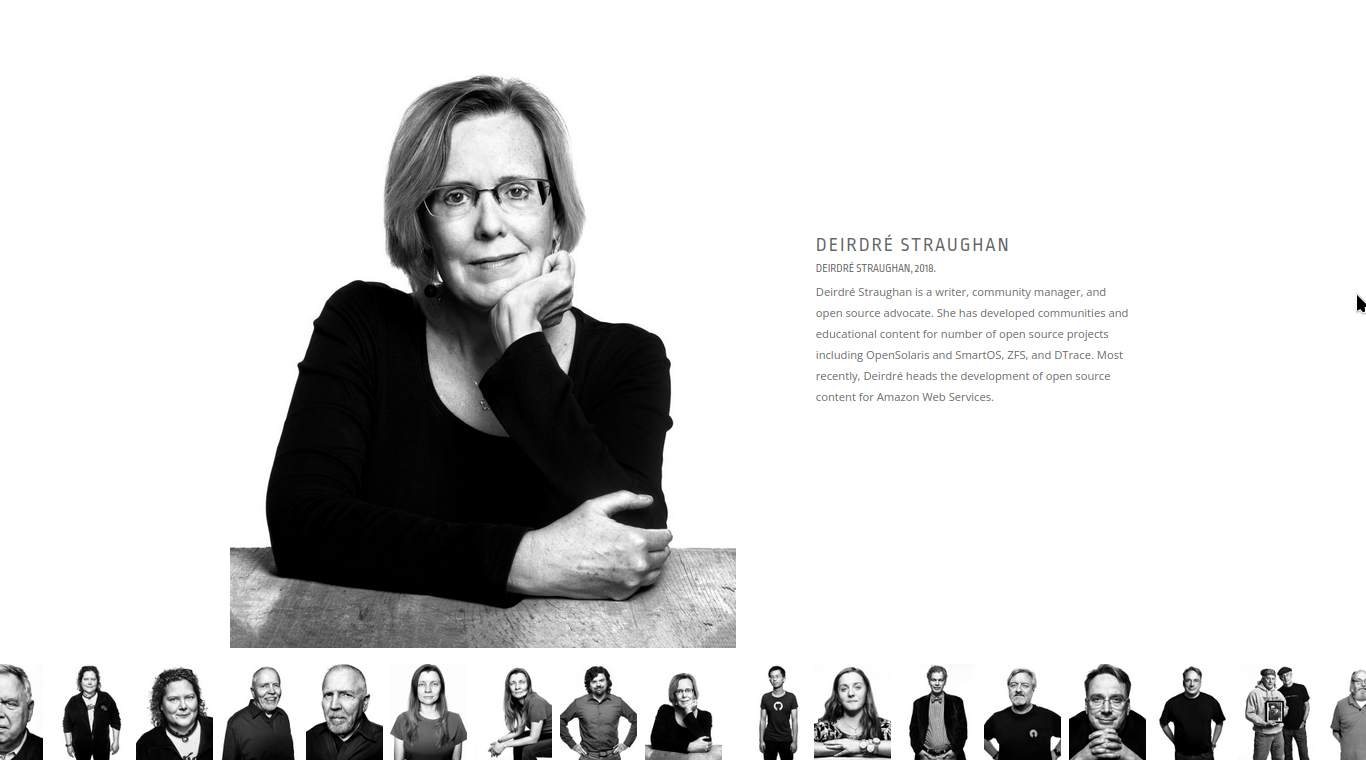 DEIRDRÉ STRAUGHAN
DEIRDRÉ STRAUGHAN, 2018.
Deirdré Straughan is a writer, community manager, and
open source advocate. She has developed communities and
educational content for number of open source projects
including OpenSolaris and SmartOS, ZFS, and DTrace. Most
recently, Deirdré heads the development of open source
content for Amazon Web Services.